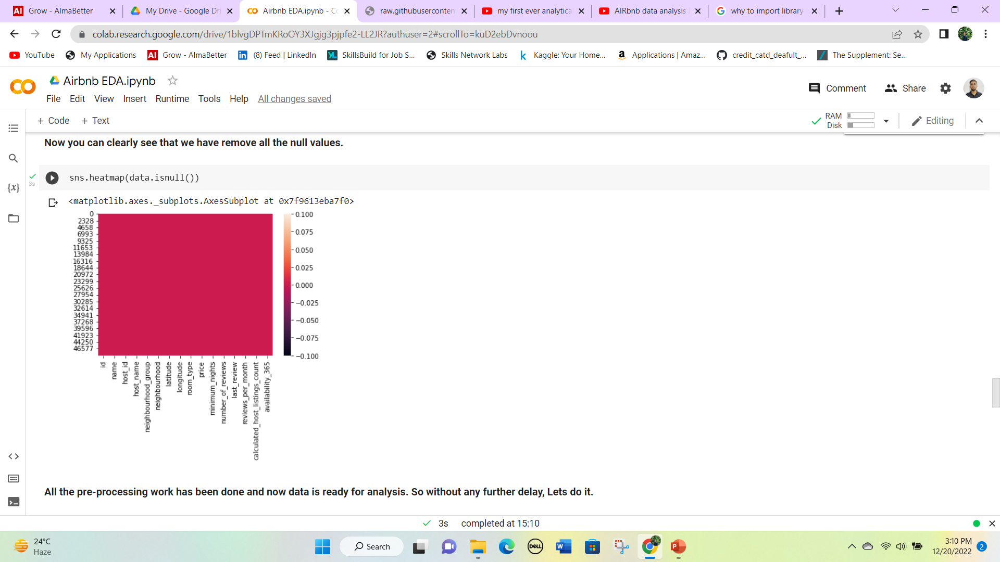 Grow - AlmaBetter
My Drive - Google Dri
Airbnb EDA.ipynb - Co
raw.githubuserconten
my first ever analytica
AIRbnb data analysis
why to import library
colab.research.google.com/drive/1blvgDPTmKRoOY3XJgjg3pjpfe2-LL2JR?authuser=2#scrollTo=kuD2ebDvnoou
YouTube
My Applications
Grow - AlmaBetter
(8) Feed | LinkedIn
SkillsBuild for Job S...
Skills Network Labs
Kaggle: Your Home...
Applications | Amaz...
credit_catd_deafult_...
The Supplement: Se...
Airbnb EDA.ipynb
File Edit View Insert Runtime Tools Help All changes saved
Comment
Share
+ Code + Text
RAM
Disk
Editing
Now you can clearly see that we have remove all the null values.
3s
sns.heatmap(data.isnull())
<matplotlib.axes._subplots.AxesSubplot at 0x7f9613eba7f0>
0
2328
4658
6993
9325
11653
13984
16316
18644
20972
23299
25626
27954
30285
32614
34941
37268
39596
41923
44250
46577
0.100
0.075
0.050
0.025
0.000
−0.025
−0.050
−0.075
−0.100
id
name
host_id
host_name
neighbourhood_group
neighbourhood
latitude
longitude
room_type
price
minimum_nights
number_of_reviews
last_review
reviews_per_month
calculated_host_listings_count
availability_365
All the pre-processing work has been done and now data is ready for analysis. So without any further delay, Lets do it.
3s completed at 15:10
24°C
Haze
Search
3:10 PM
12/20/2022
2